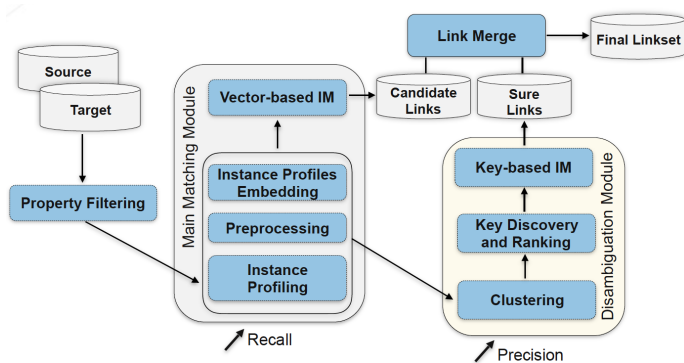 Source
Target
Property Filtering
Main Matching Module
Vector-based IM
Instance Profiles
Embedding
Preprocessing
Instance
Profiling
Recall
Link Merge
Final Linkset
Candidate
Links
Sure
Links
Key-based IM
Key Discovery
and Ranking
Clustering
Disambiguation Module
Precision